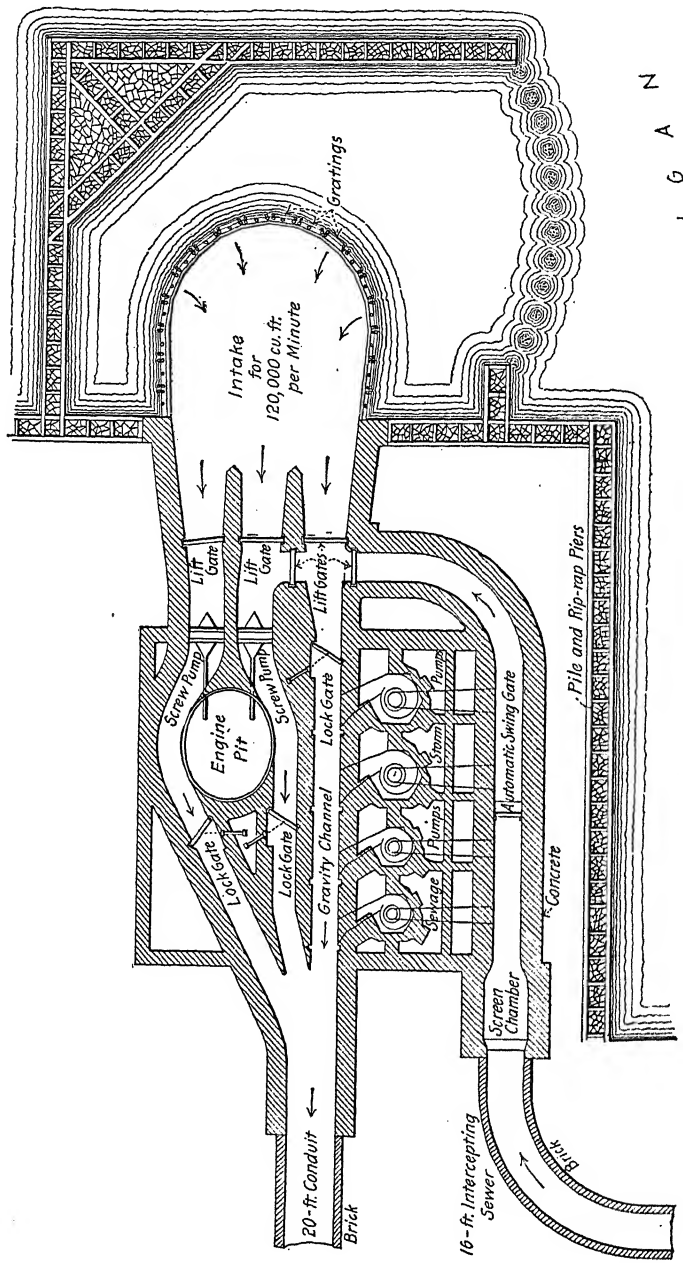 Gratings
Intake
for
120,000 cu. ft.
per Minute
Lift
Gate
Lift
Gate
Lift Gates
Screw Pump
Screw Pump
Engine
Pit
Lock Gate
Lock Gate
Lock Gate
Gravity Channel
20-ft. Conduit
Brick
Sewage Pumps
Storm Pumps
Automatic Swing Gate
Screen
Chamber
Concrete
16-ft. Intercepting
Sewer
Brick
Pile and Rip-rap Piers
I G A N